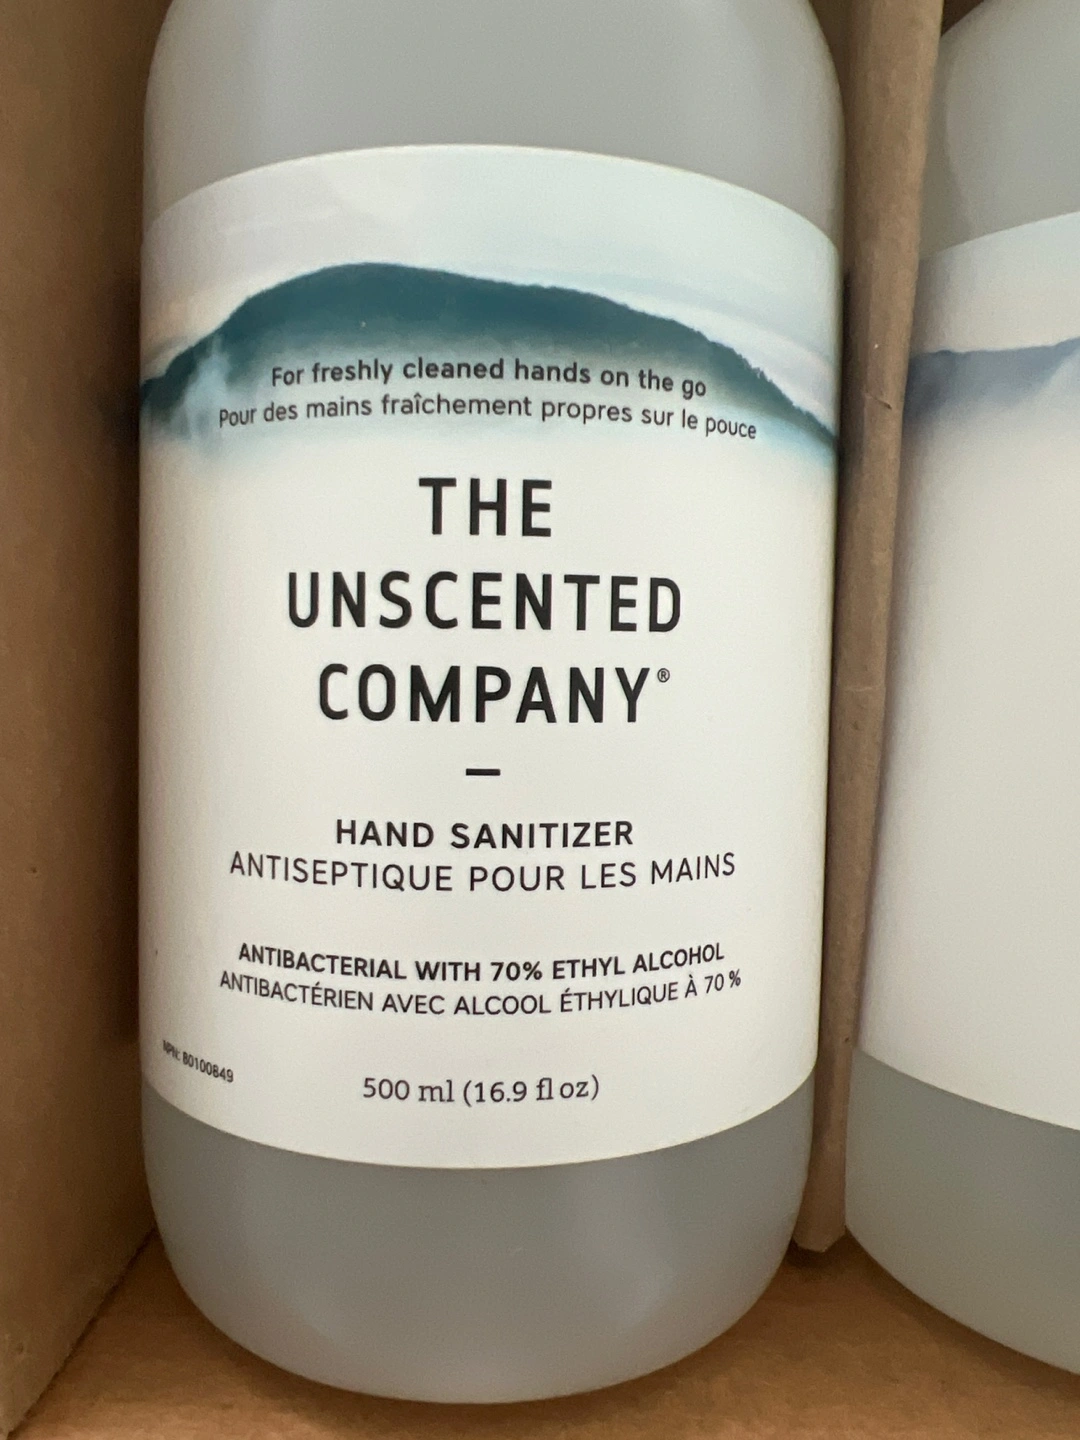 For freshly cleaned hands on the go
Pour des mains fraîchement propres sur le pouce
THE
UNSCENTED
COMPANY®
—
HAND SANITIZER
ANTISEPTIQUE POUR LES MAINS
ANTIBACTERIAL WITH 70% ETHYL ALCOHOL
ANTIBACTÉRIEN AVEC ALCOOL ÉTHYLIQUE À 70 %
NPN: 80100849
500 ml (16.9 fl oz)